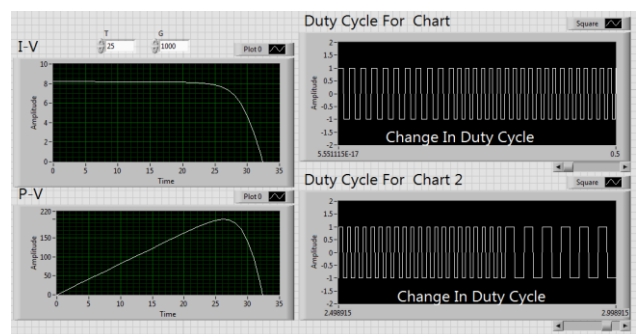 T
G
25
1000
I-V
Plot 0
10-
8-
6-
4-
2-
0-
Amplitude
0 5 10 15 20 25 30 35
Time
P-V
Plot 0
220-
150-
100-
50-
0-
Amplitude
0 5 10 15 20 25 30 35
Time
Duty Cycle For Chart
Square
2-
1.5-
1-
0.5-
0-
-0.5-
-1-
-1.5-
-2-
Amplitude
Change In Duty Cycle
5.551115E-17
0.5
Duty Cycle For Chart 2
Square
2-
1.5-
1-
0.5-
0-
-0.5-
-1-
-1.5-
-2-
Amplitude
Change In Duty Cycle
2.498915
2.998915